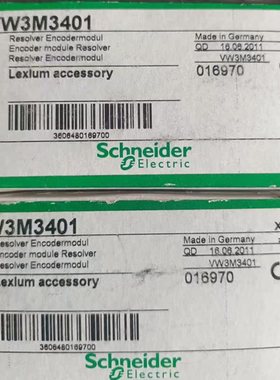 VW3M3401
Resolver Encodermodul
Encoder module Resolver
Resolver Encodermodul
Lexium accessory
Made in Germany
QD 16.06.2011
VW3M3401
016970
3606480169700
Schneider
Electric
W3M3401
Resolver Encodermodul
Encoder module Resolver
Resolver Encodermodul
Lexium accessory
Made in Germany
QD 16.06.2011
VW3M3401
016970
3606480169700
Schneider
Electric